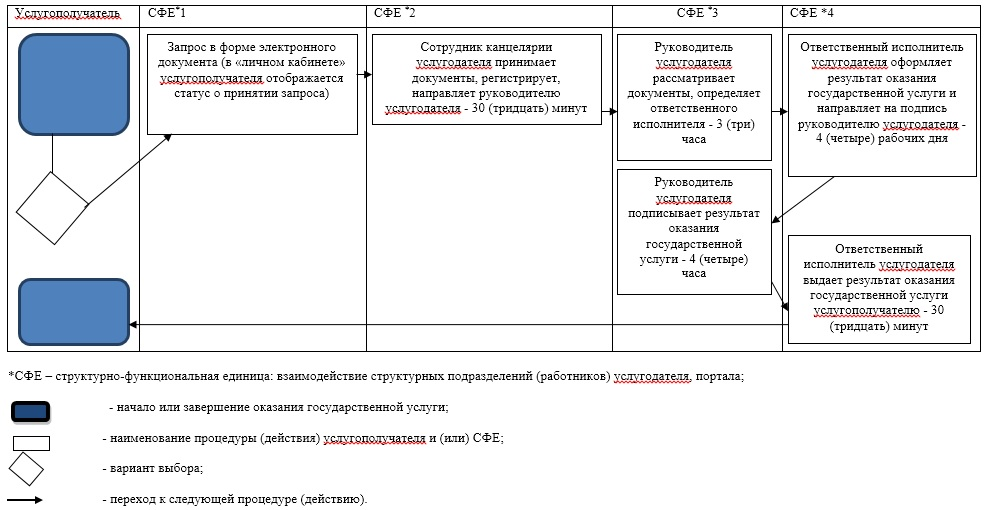 Услугополучатель
СФЕ*1
СФЕ *2
СФЕ *3
СФЕ *4
Запрос в форме электронного
документа (в «личном кабинете»
услугополучателя отображается
статус о принятии запроса)
Сотрудник канцелярии
услугодателя принимает
документы, регистрирует,
направляет руководителю
услугодателя - 30 (тридцать) минут
Руководитель
услугодателя
рассматривает
документы, определяет
ответственного
исполнителя - 3 (три)
часа
Ответственный исполнитель
услугодателя оформляет
результат оказания
государственной услуги и
направляет на подпись
руководителю услугодателя -
4 (четыре) рабочих дня
Руководитель
услугодателя
подписывает результат
оказания
государственной
услуги - 4 (четыре)
часа
Ответственный
исполнитель услугодателя
выдает результат оказания
государственной услуги
услугополучателю - 30
(тридцать) минут
*СФЕ – структурно-функциональная единица: взаимодействие структурных подразделений (работников) услугодателя, портала;
- начало или завершение оказания государственной услуги;
- наименование процедуры (действия) услугополучателя и (или) СФЕ;
- вариант выбора;
- переход к следующей процедуре (действию).